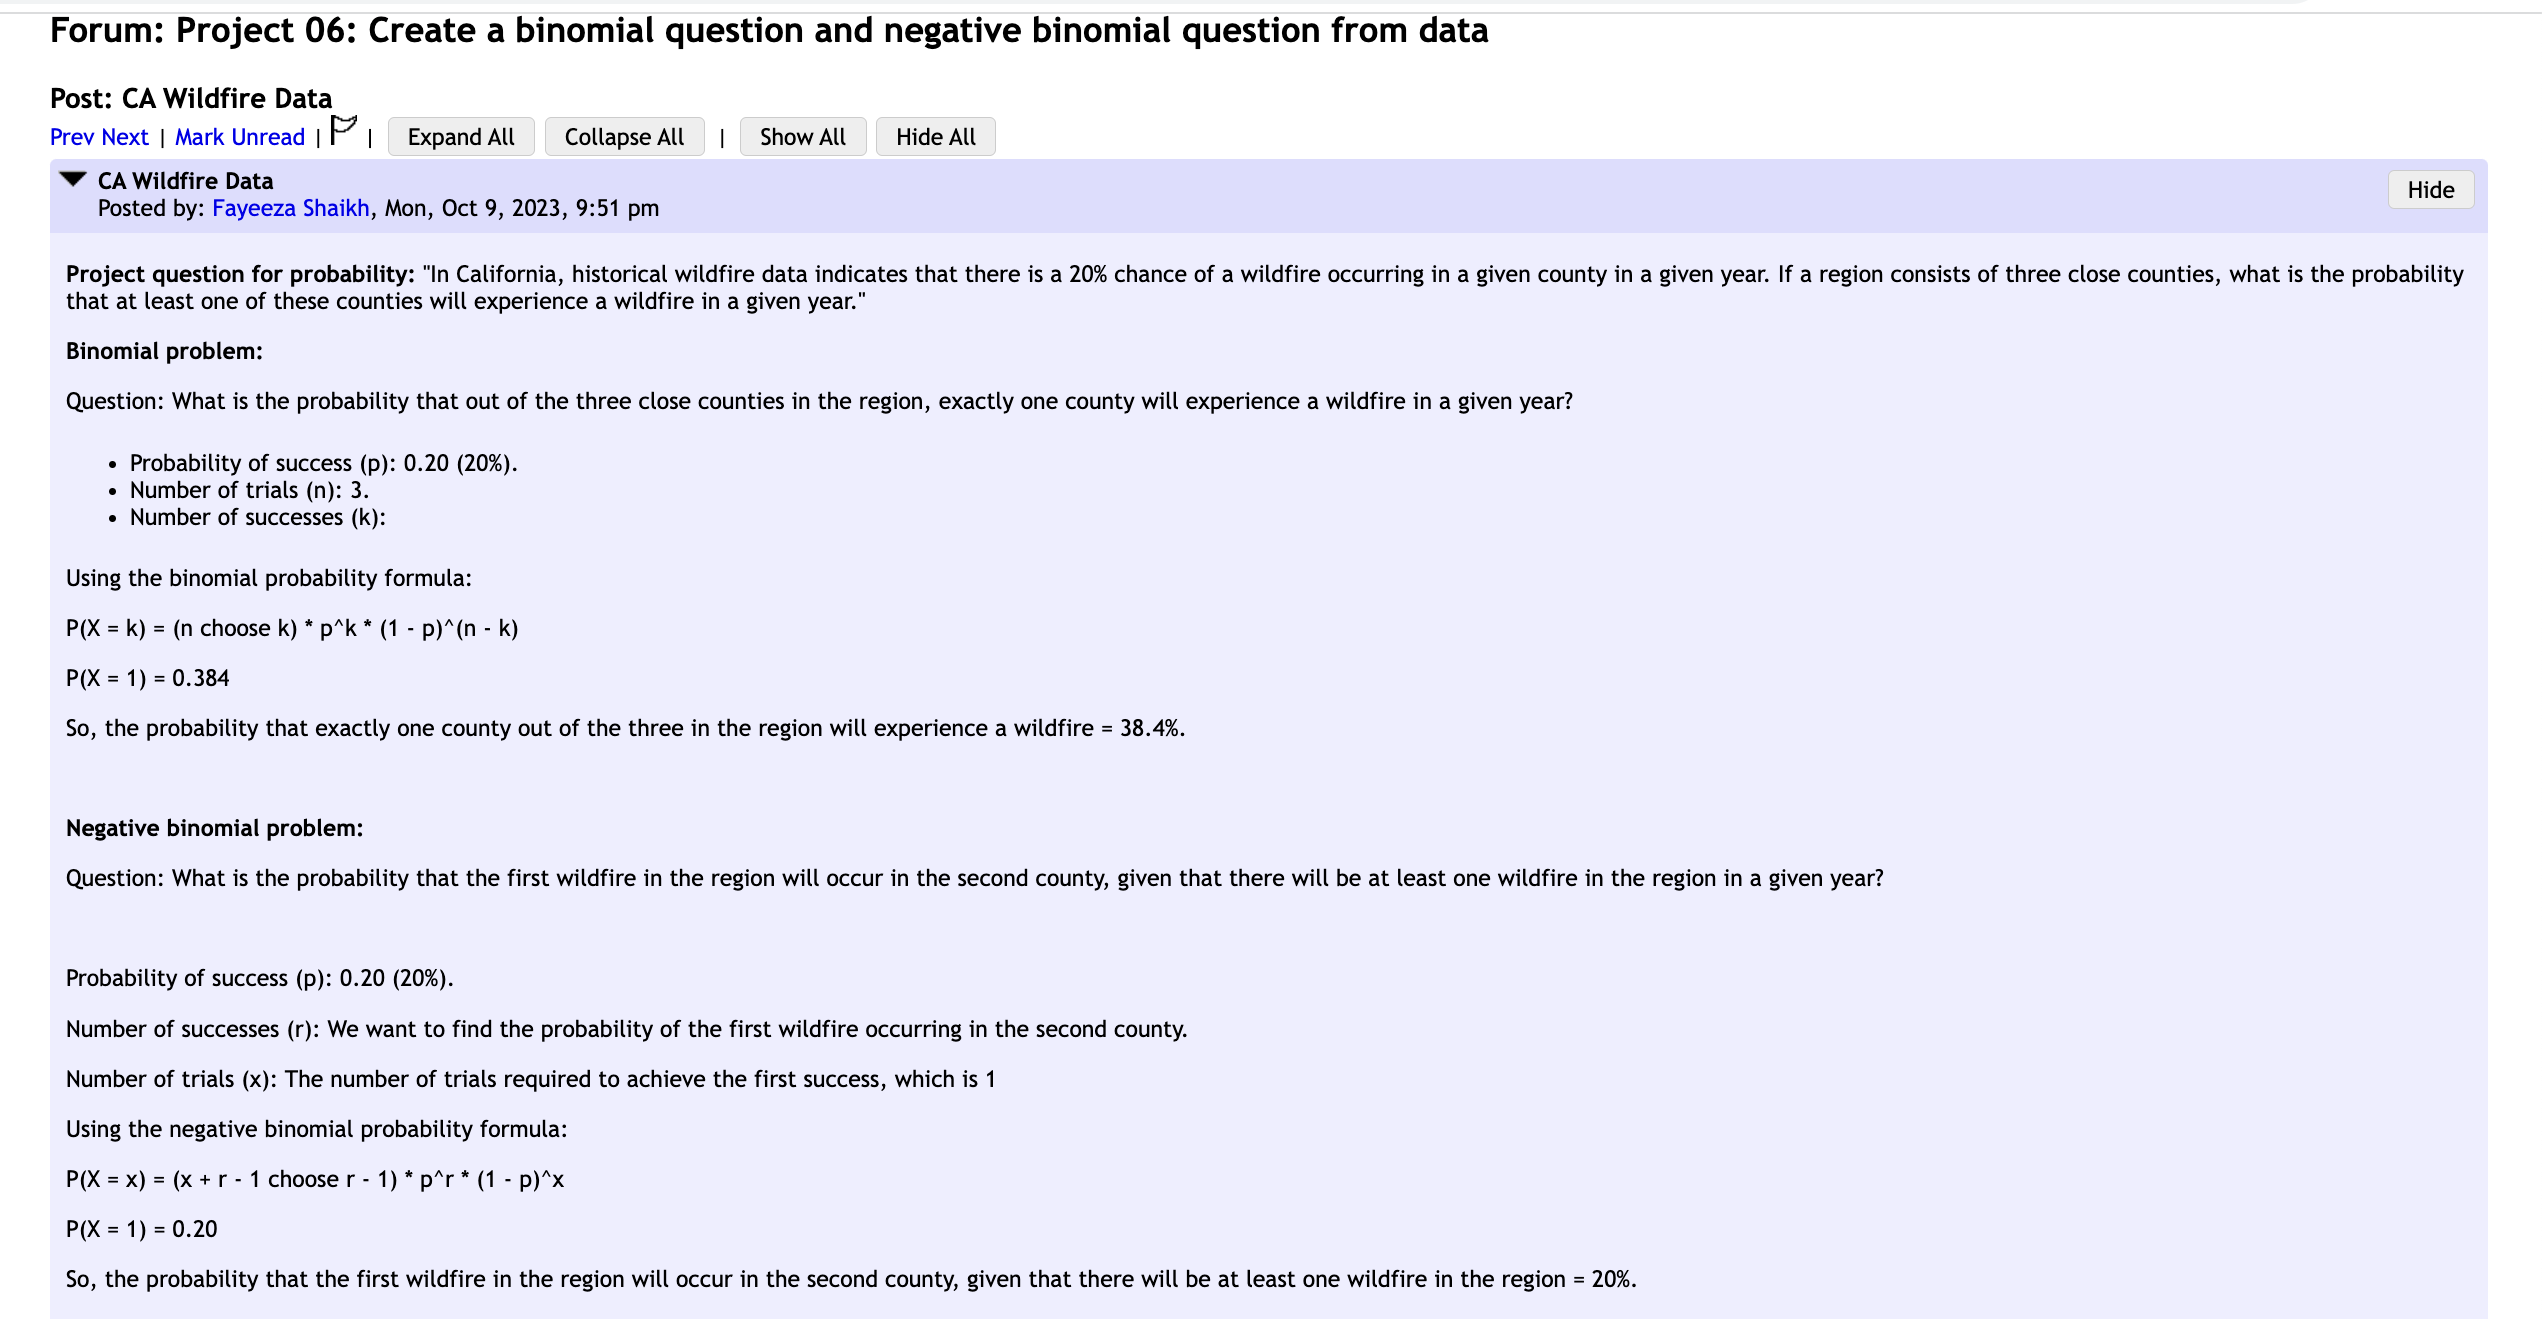 Forum: Project 06: Create a binomial question and negative binomial question from data
Post: CA Wildfire Data
Prev Next | Mark Unread | | Expand All Collapse All | Show All Hide All
CA Wildfire Data
Hide
Posted by: Fayeeza Shaikh, Mon, Oct 9, 2023, 9:51 pm
Project question for probability: "In California, historical wildfire data indicates that there is a 20% chance of a wildfire occurring in a given county in a given year. If a region consists of three close counties, what is the probability
that at least one of these counties will experience a wildfire in a given year."
Binomial problem:
Question: What is the probability that out of the three close counties in the region, exactly one county will experience a wildfire in a given year?
• Probability of success (p): 0.20 (20%).
• Number of trials (n): 3.
• Number of successes (k):
Using the binomial probability formula:
P(X = k) = (n choose k) * p^k * (1 - p)^(n - k)
P(X = 1) = 0.384
So, the probability that exactly one county out of the three in the region will experience a wildfire = 38.4%.
Negative binomial problem:
Question: What is the probability that the first wildfire in the region will occur in the second county, given that there will be at least one wildfire in the region in a given year?
Probability of success (p): 0.20 (20%).
Number of successes (r): We want to find the probability of the first wildfire occurring in the second county.
Number of trials (x): The number of trials required to achieve the first success, which is 1
Using the negative binomial probability formula:
P(X = x) = (x + r - 1 choose r - 1) * p^r * (1 - p)^x
P(X = 1) = 0.20
So, the probability that the first wildfire in the region will occur in the second county, given that there will be at least one wildfire in the region = 20%.